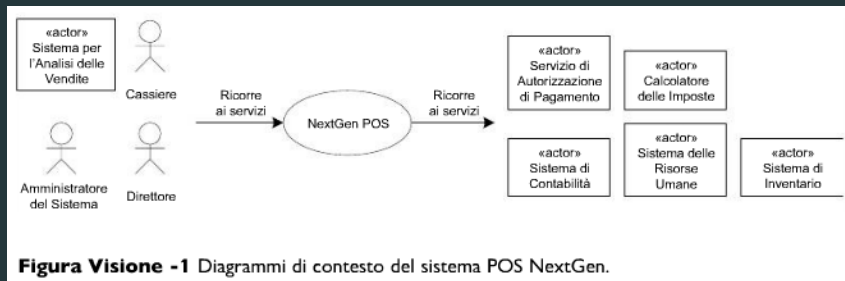 «actor»
Sistema per
l'Analisi delle
Vendite
Cassiere
Amministratore
del Sistema
Direttore
Ricorre
ai servizi
NextGen POS
Ricorre
ai servizi
«actor»
Servizio di
Autorizzazione
di Pagamento
«actor»
Calcolatore
delle Imposte
«actor»
Sistema di
Contabilità
«actor»
Sistema delle
Risorse
Umane
«actor»
Sistema di
Inventario
Figura Visione -1 Diagrammi di contesto del sistema POS NextGen.